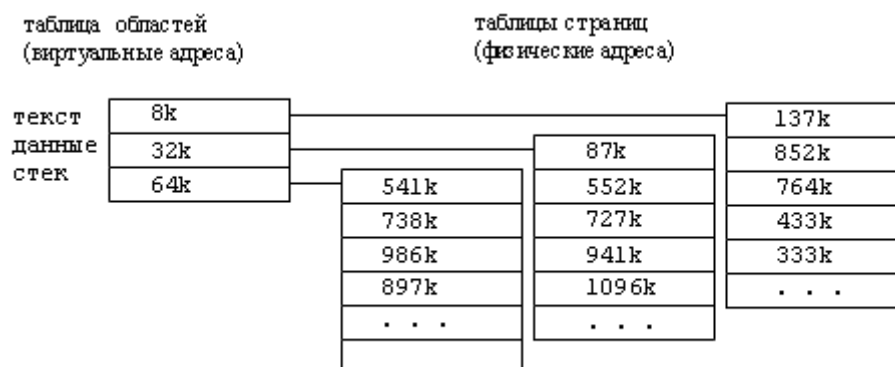 таблица областей
(виртуальные адреса)
таблицы страниц
(физические адреса)
текст
данные
стек
8k
32k
64k
541k
738k
986k
897k
. . .
87k
552k
727k
941k
1096k
. . .
137k
852k
764k
433k
333k
. . .